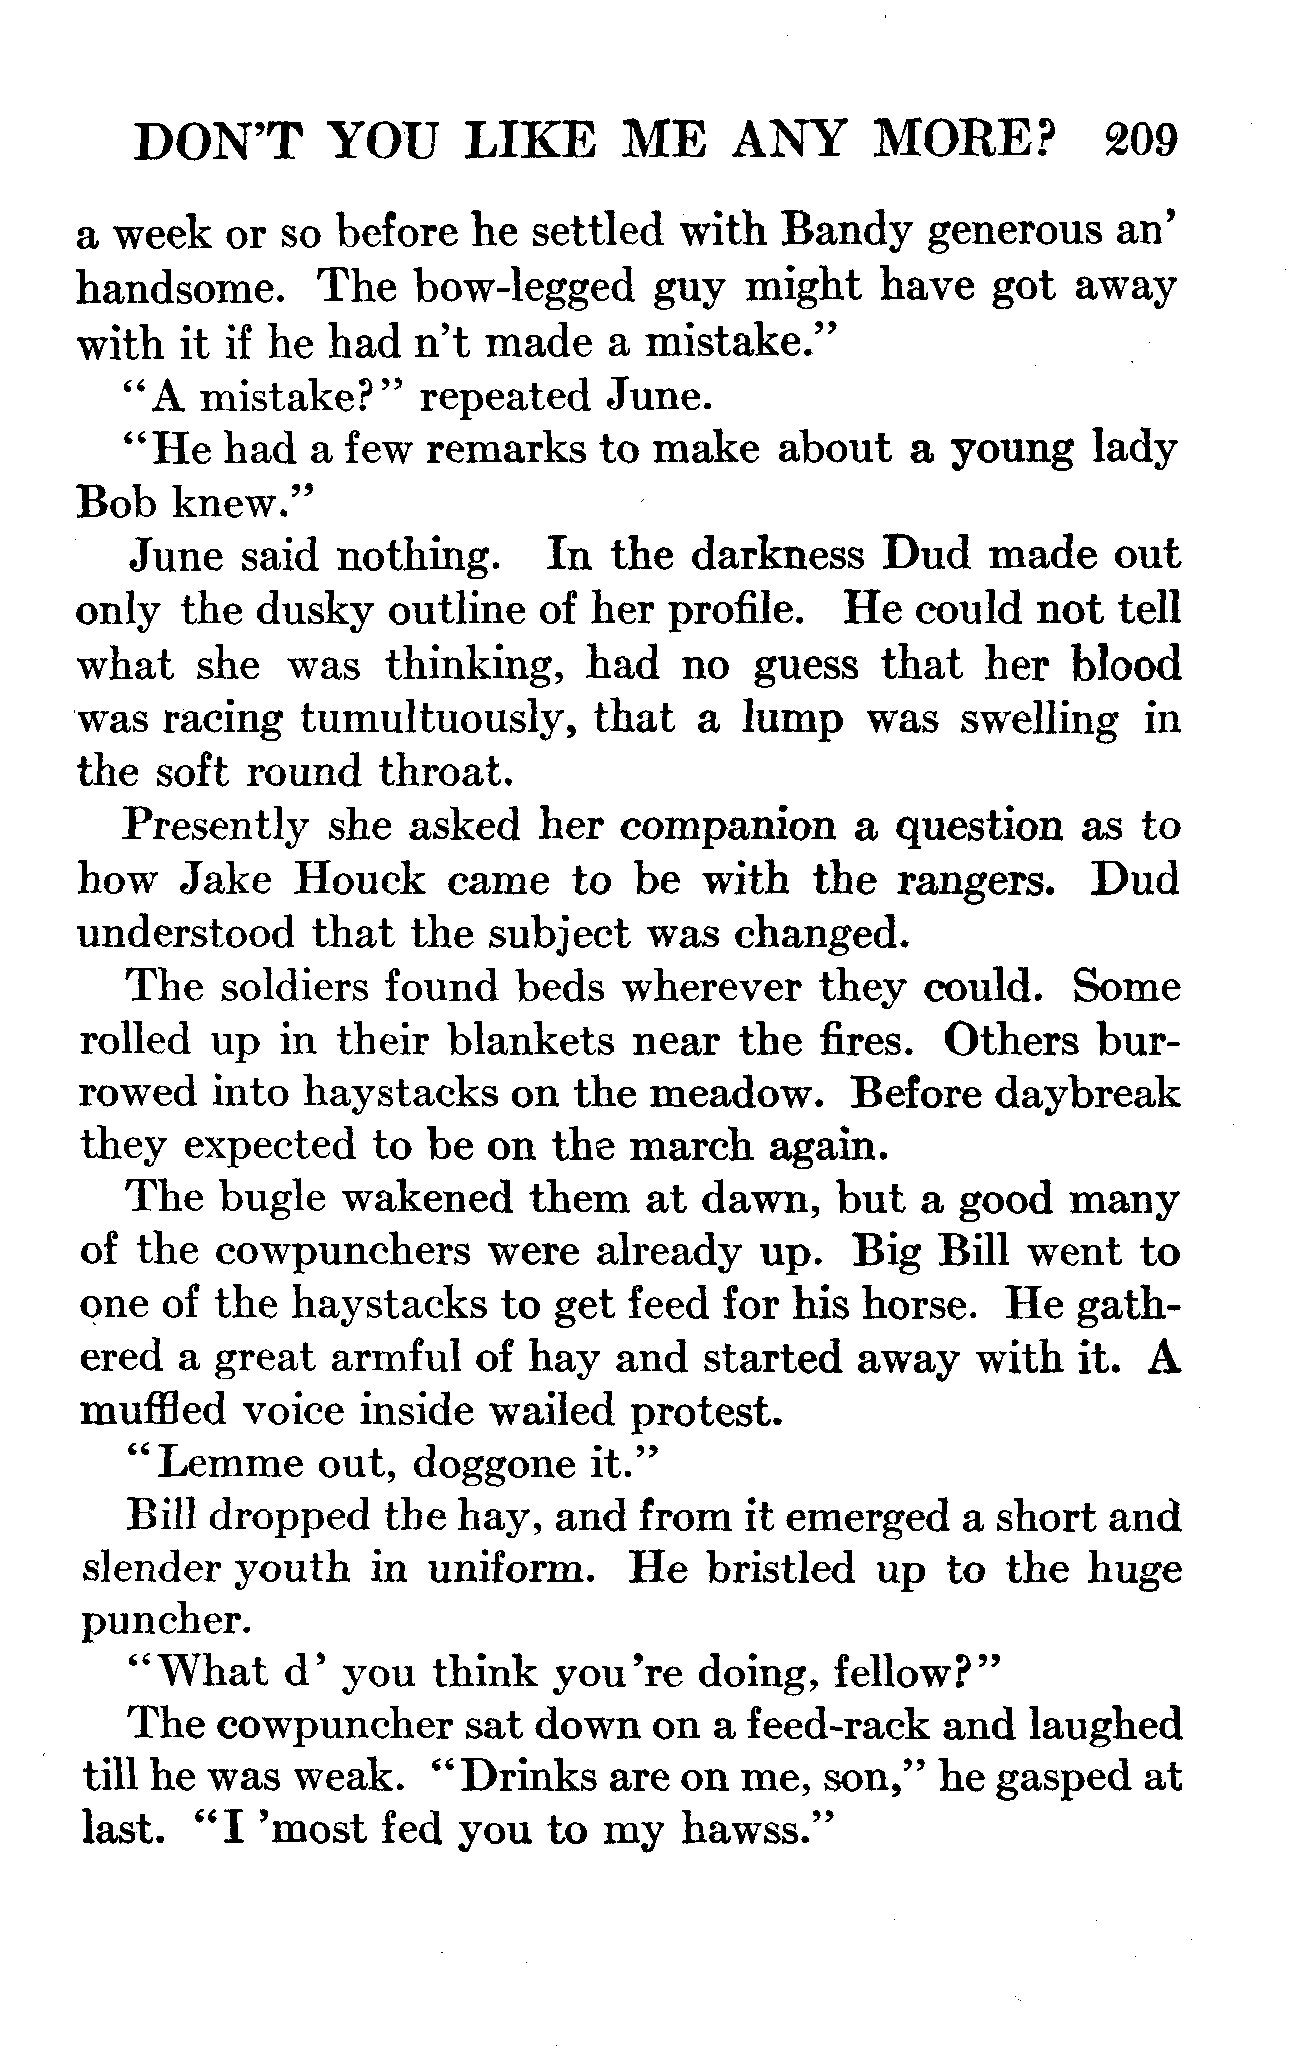 DON'T YOU LIKE ME ANY MORE? 209
a week or so before he settled with Bandy generous an'
handsome. The bow-legged guy might have got away
with it if he had n't made a mistake."
"A mistake?" repeated June.
"He had a few remarks to make about a young lady
Bob knew."
June said nothing. In the darkness Dud made out
only the dusky outline of her profile. He could not tell
what she was thinking, had no guess that her blood
was racing tumultuously, that a lump was swelling in
the soft round throat.
Presently she asked her companion a question as to
how Jake Houck came to be with the rangers. Dud
understood that the subject was changed.
The soldiers found beds wherever they could. Some
rolled up in their blankets near the fires. Others bur-
rowed into haystacks on the meadow. Before daybreak
they expected to be on the march again.
The bugle wakened them at dawn, but a good many
of the cowpunchers were already up. Big Bill went to
one of the haystacks to get feed for his horse. He gath-
ered a great armful of hay and started away with it. A
muffled voice inside wailed protest.
"Lemme out, doggone it."
Bill dropped the hay, and from it emerged a short and
slender youth in uniform. He bristled up to the huge
puncher.
"What d' you think you're doing, fellow?"
The cowpuncher sat down on a feed-rack and laughed
till he was weak. "Drinks are on me, son," he gasped at
last. "I 'most fed you to my hawss."